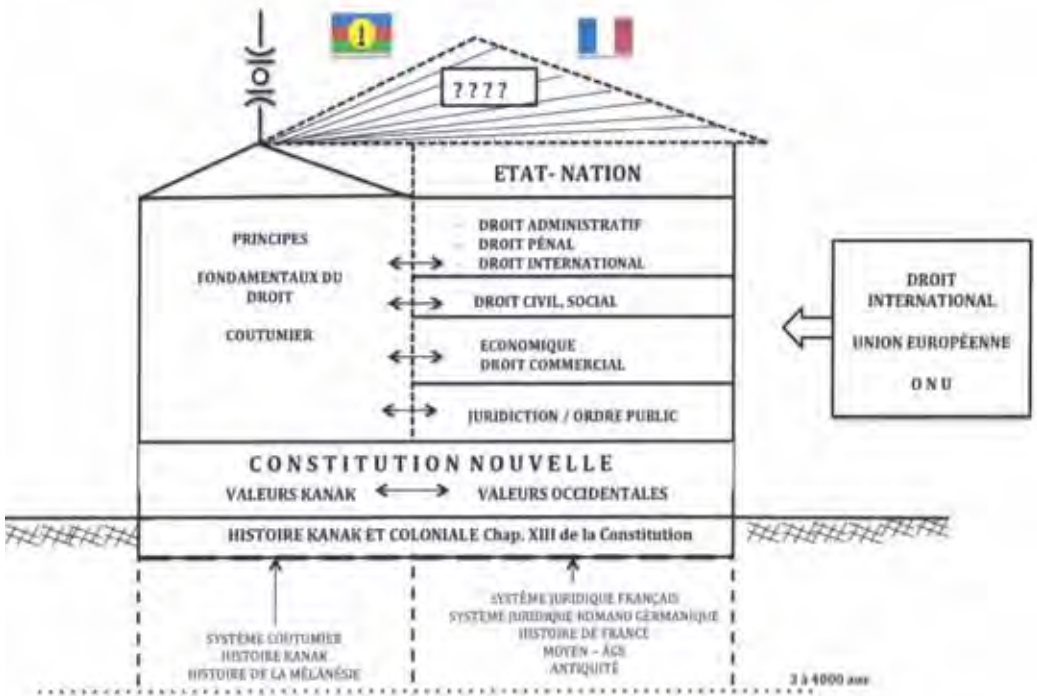 ? ? ? ?
ETAT- NATION
PRINCIPES
FONDAMENTAUX DU
DROIT
COUTUMIER
– DROIT ADMINISTRATIF
– DROIT PÉNAL
– DROIT INTERNATIONAL
DROIT CIVIL, SOCIAL
ECONOMIQUE
DROIT COMMERCIAL
JURIDICTION / ORDRE PUBLIC
DROIT
INTERNATIONAL
UNION EUROPÉENNE
O N U
CONSTITUTION NOUVELLE
VALEURS KANAK
VALEURS OCCIDENTALES
HISTOIRE KANAK ET COLONIALE Chap. XIII de la Constitution
SYSTÈME COUTUMIER
HISTOIRE KANAK
HISTOIRE DE LA MÉLANÉSIE
SYSTÈME JURIDIQUE FRANÇAIS
SYSTÈME JURIDIQUE ROMANO GERMANIQUE
HISTOIRE DE FRANCE
MOYEN – ÂGE
ANTIQUITÉ
3 à 4000 ans